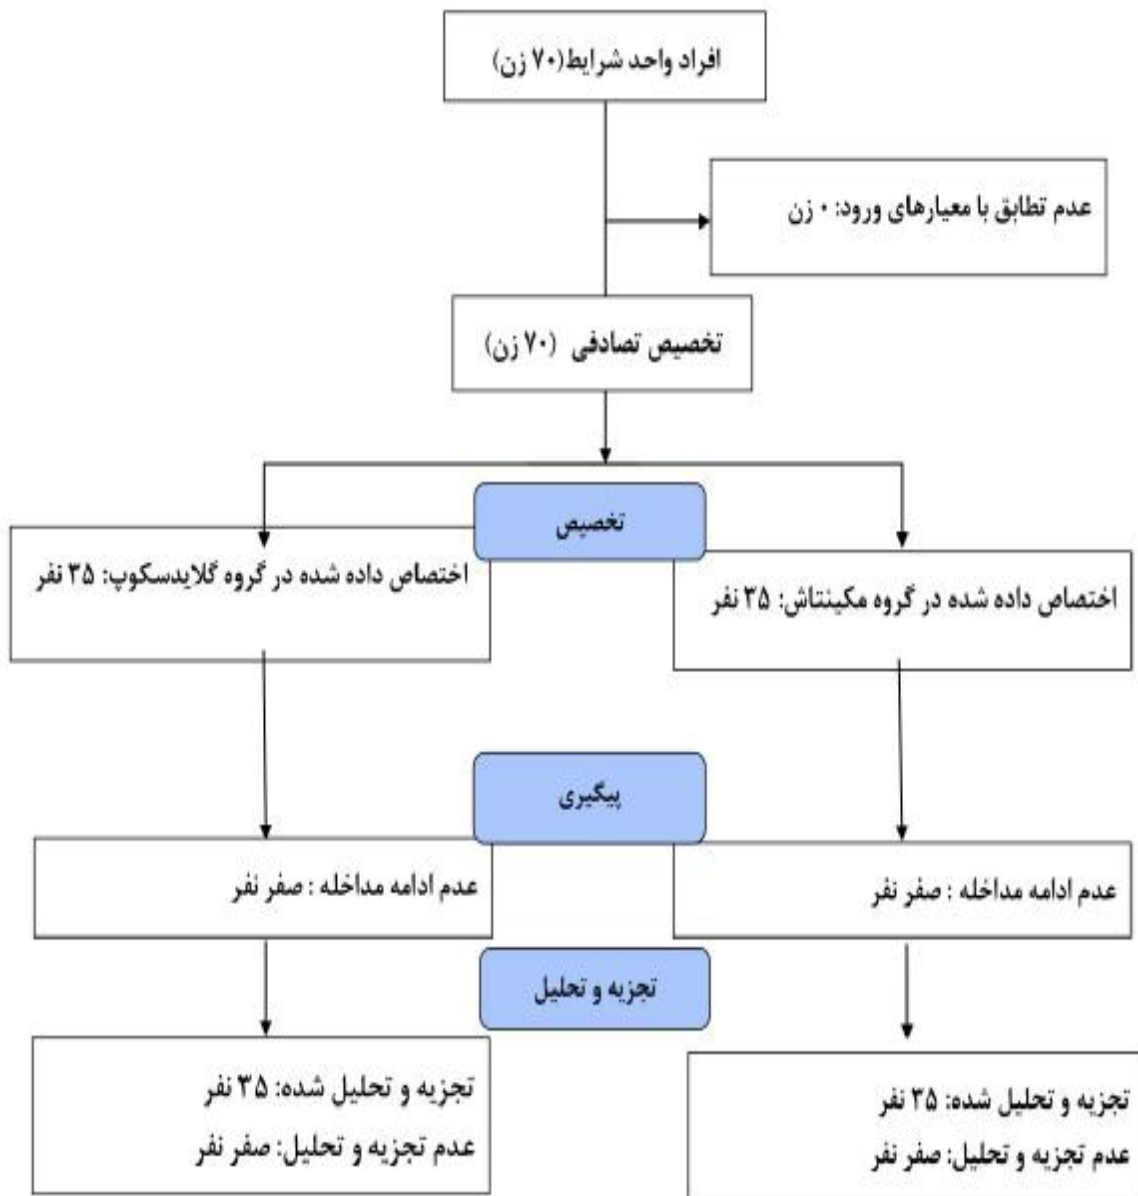 افراد واحد شرایط(۷۰ زن)
عدم تطابق با معیارهای ورود: ۰ زن
تخصیص تصادفی (۷۰ زن)
تخصیص
اختصاص داده شده در گروه مکینتاش: ۳۵ نفر
اختصاص داده شده در گروه گلایدسکوپ: ۳۵ نفر
پیگیری
عدم ادامه مداخله : صفر نفر
عدم ادامه مداخله : صفر نفر
تجزیه و تحلیل
تجزیه و تحلیل شده: ۳۵ نفر
عدم تجزیه و تحلیل: صفر نفر
تجزیه و تحلیل شده: ۳۵ نفر
عدم تجزیه و تحلیل: صفر نفر